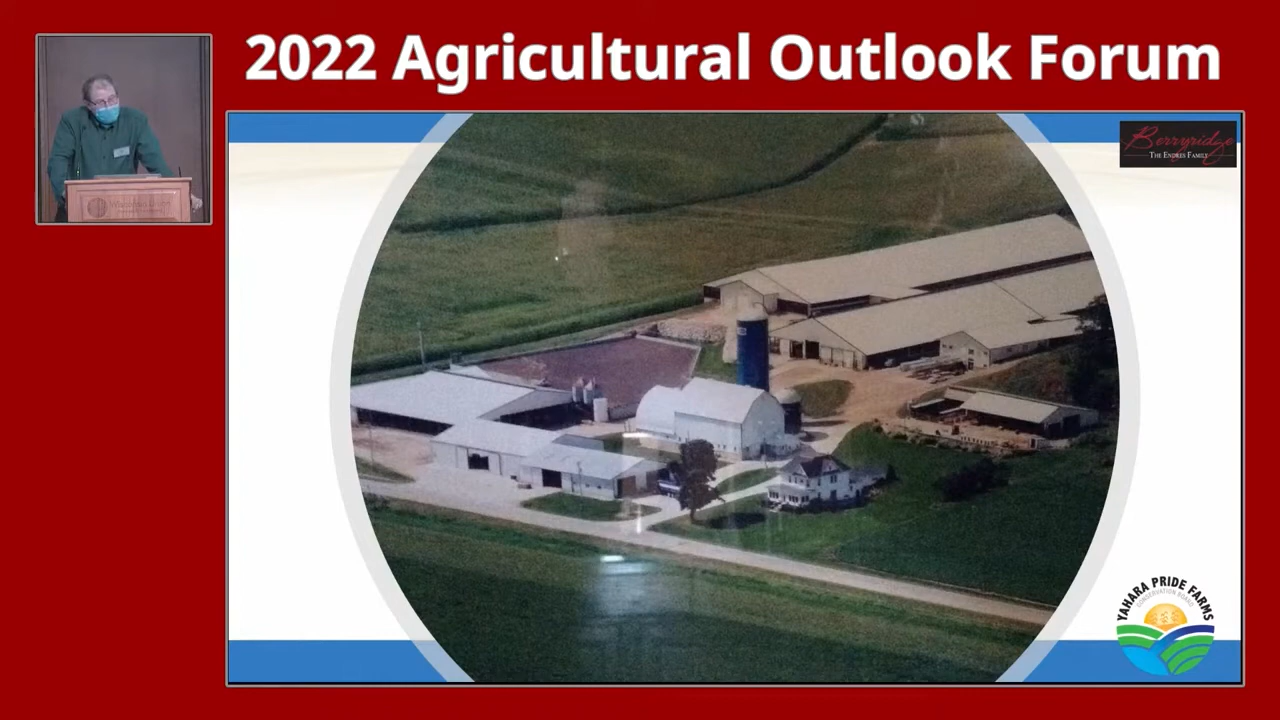 2022 Agricultural Outlook Forum
Berryridge
THE ENDRES FAMILY
YAHARA PRIDE FARMS
CONSERVATION BOARD